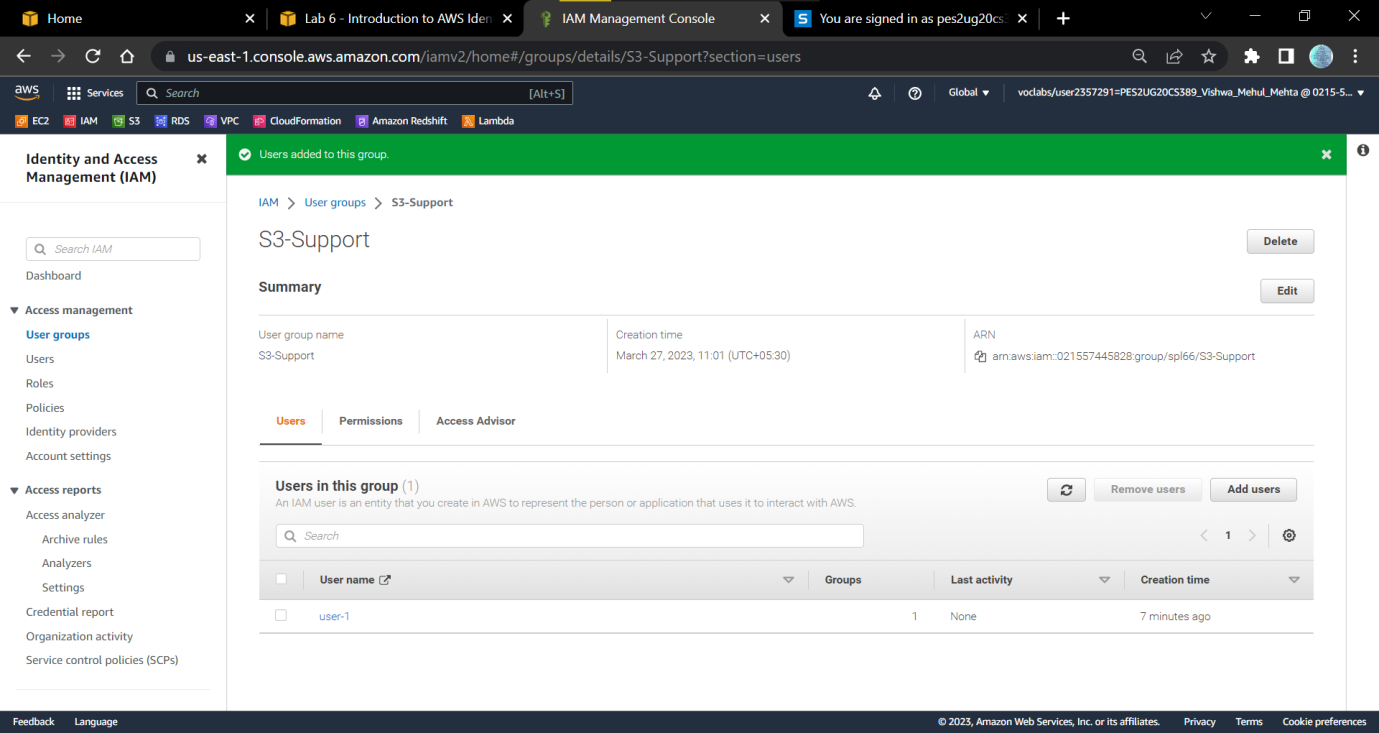 Home
Lab 6 - Introduction to AWS Iden
IAM Management Console
You are signed in as pes2ug20cs3
us-east-1.console.aws.amazon.com/iamv2/home#/groups/details/S3-Support?section=users
aws
Services
Search
[Alt+S]
Global
voclabs/user2357291=PES2UG20CS389_Vishwa_Mehul_Mehta @ 0215-5...
EC2
IAM
S3
RDS
VPC
CloudFormation
Amazon Redshift
Lambda
Identity and Access
Management (IAM)
Search IAM
Dashboard
Access management
User groups
Users
Roles
Policies
Identity providers
Account settings
Access reports
Access analyzer
Archive rules
Analyzers
Settings
Credential report
Organization activity
Service control policies (SCPs)
Users added to this group.
IAM > User groups > S3-Support
S3-Support
Delete
Summary
Edit
User group name
S3-Support
Creation time
March 27, 2023, 11:01 (UTC+05:30)
ARN
arn:aws:iam::021557445828:group/spl66/S3-Support
Users
Permissions
Access Advisor
Users in this group (1)
An IAM user is an entity that you create in AWS to represent the person or application that uses it to interact with AWS.
Remove users
Add users
Search
1
User name
Groups
Last activity
Creation time
user-1
1
None
7 minutes ago
Feedback
Language
© 2023, Amazon Web Services, Inc. or its affiliates.
Privacy
Terms
Cookie preferences